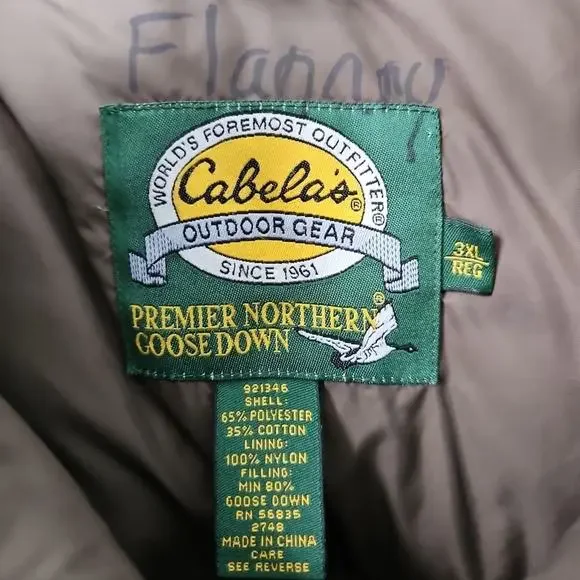 Flannry
WORLD'S FOREMOST OUTFITTER®
Cabela's®
OUTDOOR GEAR
SINCE 1961
PREMIER NORTHERN®
GOOSE DOWN
3XL
REG
921346
SHELL:
65% POLYESTER
35% COTTON
LINING:
100% NYLON
FILLING:
MIN 80%
GOOSE DOWN
RN 56835
2748
MADE IN CHINA
CARE
SEE REVERSE